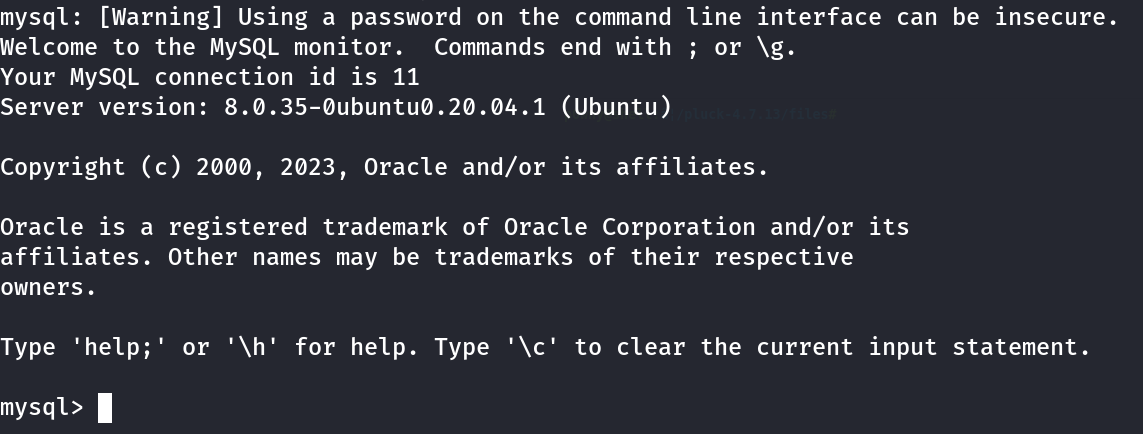 mysql: [Warning] Using a password on the command line interface can be insecure.
Welcome to the MySQL monitor.  Commands end with ; or \g.
Your MySQL connection id is 11
Server version: 8.0.35-0ubuntu0.20.04.1 (Ubuntu)
Copyright (c) 2000, 2023, Oracle and/or its affiliates.
Oracle is a registered trademark of Oracle Corporation and/or its
affiliates. Other names may be trademarks of their respective
owners.
Type 'help;' or '\h' for help. Type '\c' to clear the current input statement.
mysql>